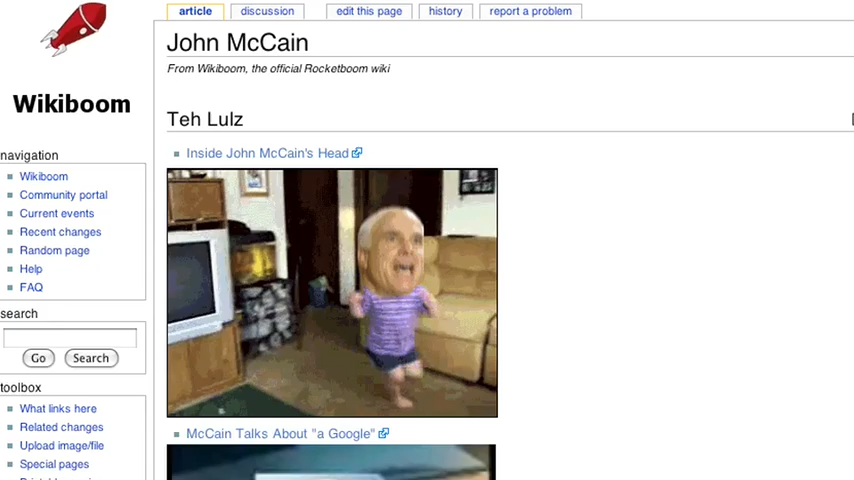 article
discussion
edit this page
history
report a problem
John McCain
From Wikiboom, the official Rocketboom wiki
Wikiboom
Teh Lulz
Inside John McCain's Head
navigation
Wikiboom
Community portal
Current events
Recent changes
Random page
Help
FAQ
search
Go
Search
toolbox
What links here
Related changes
Upload image/file
Special pages
McCain Talks About "a Google"